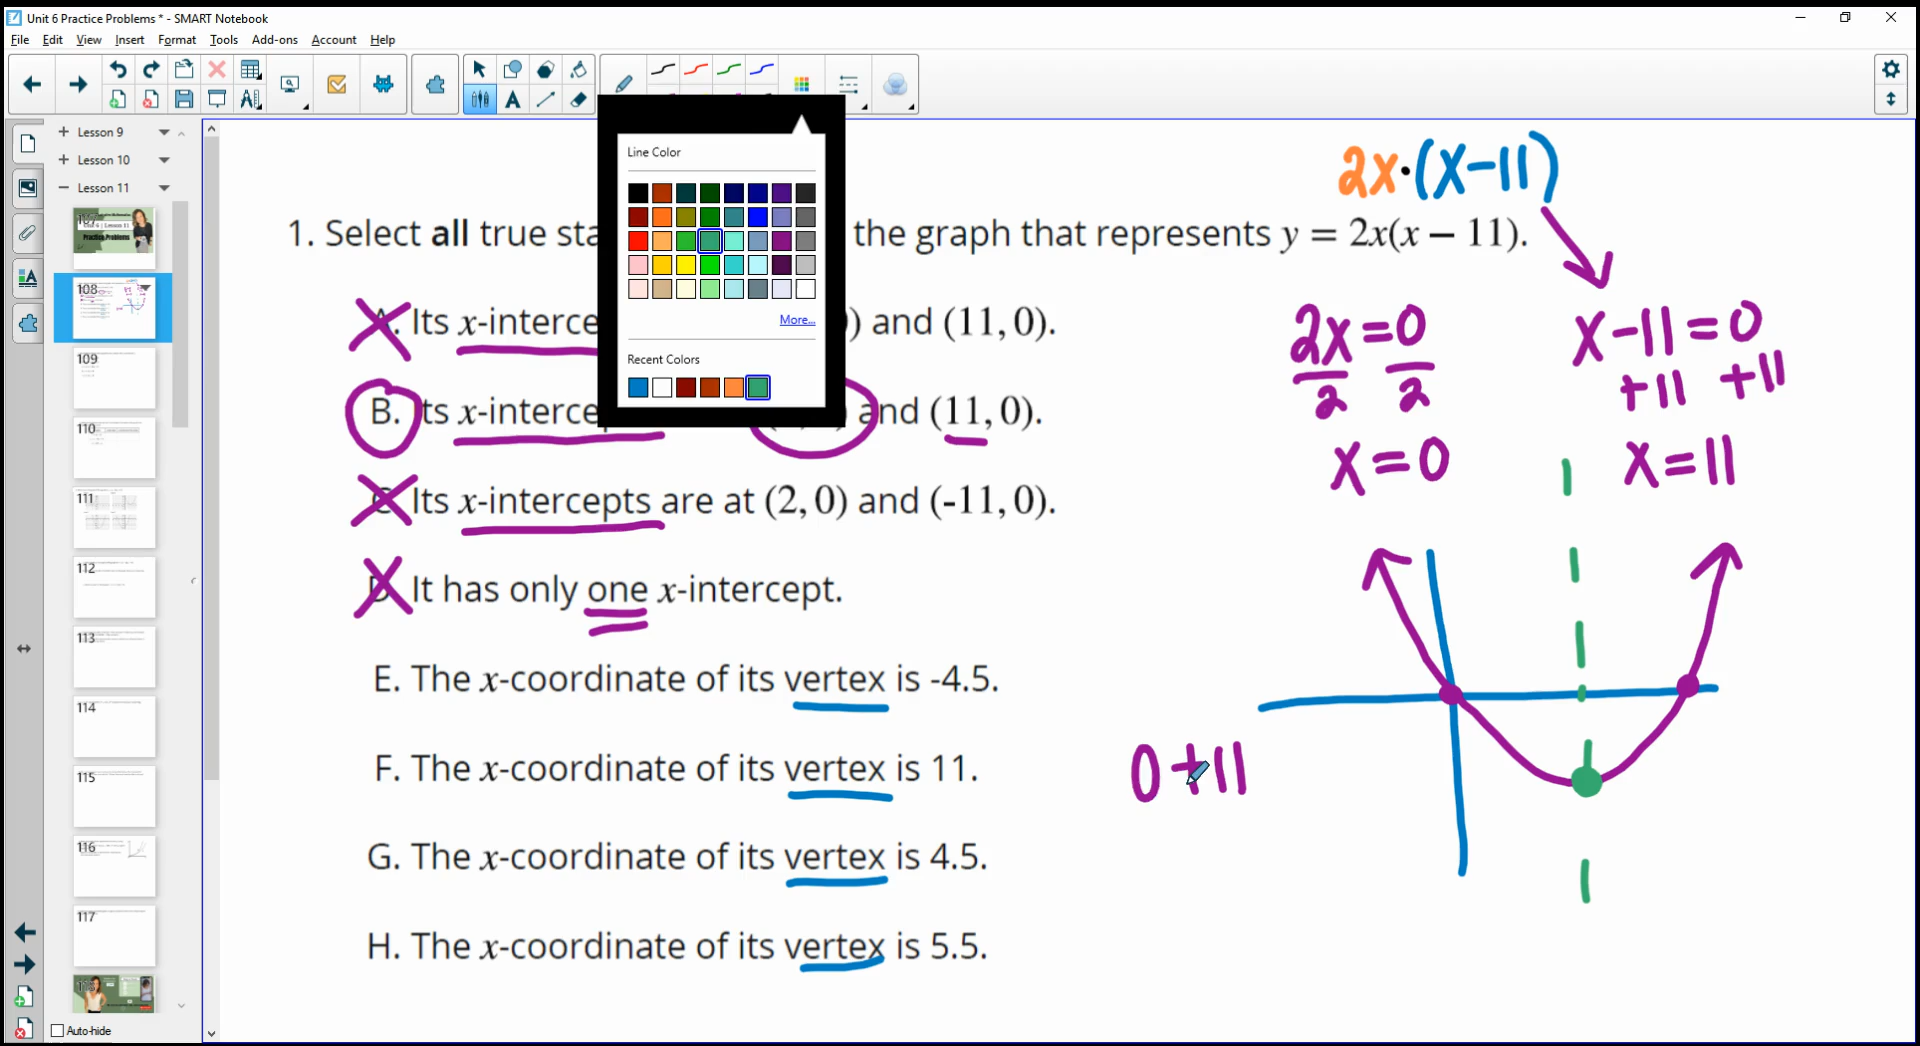 Unit 6 Practice Problems * - SMART Notebook
File Edit View Insert Format Tools Add-ons Account Help
Lesson 9
Lesson 10
Lesson 11
108
109
110
111
112
113
114
115
116
117
Auto-hide
Line Color
More...
Recent Colors
2x·(x-11)
1. Select all true sta the graph that represents y = 2x(x − 11).
A. Its x-interce ) and (11, 0).
B. Its x-intercep and (11, 0).
C. Its x-intercepts are at (2, 0) and (-11, 0).
D. It has only one x-intercept.
E. The x-coordinate of its vertex is -4.5.
F. The x-coordinate of its vertex is 11.
G. The x-coordinate of its vertex is 4.5.
H. The x-coordinate of its vertex is 5.5.
2x=0
2 2
x=0
x-11=0
+11 +11
x=11
0+11